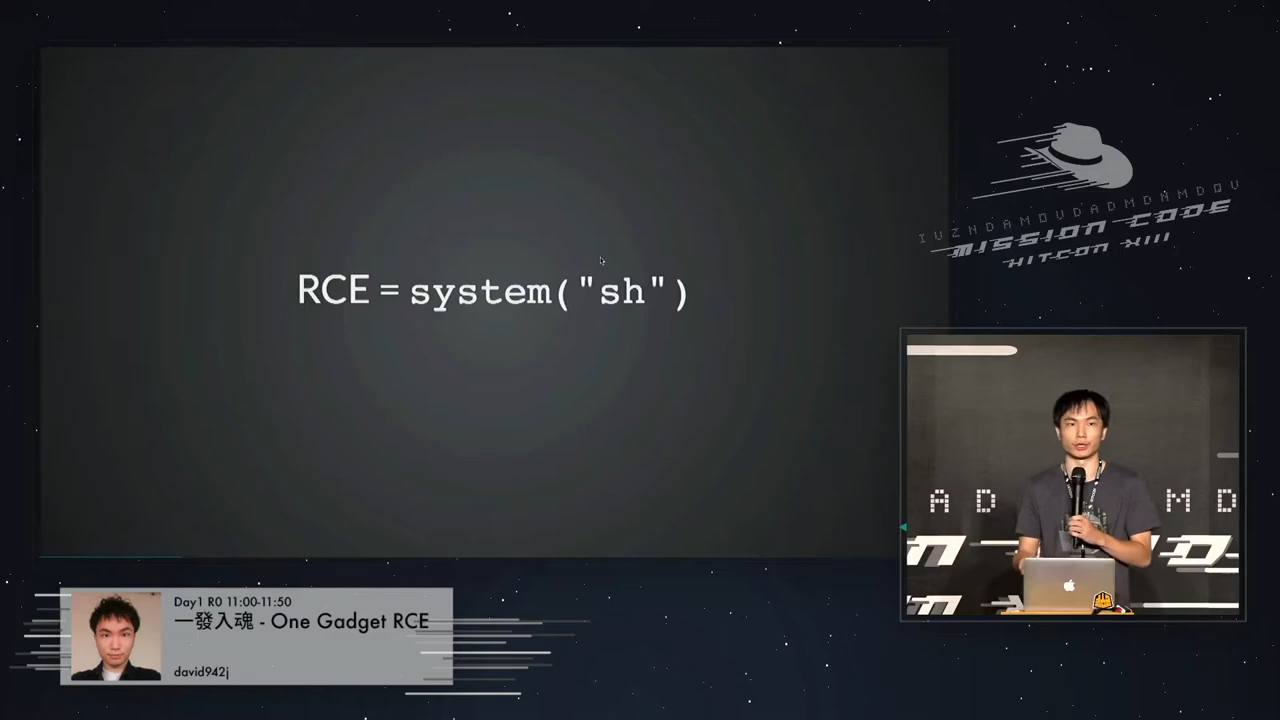 RCE = system("sh")
IVZNDAMOVDADMDNMDQV
MISSION CODE
HITCON XIII
A D M D
Day1 R0 11:00-11:50
一發入魂 - One Gadget RCE
david942j